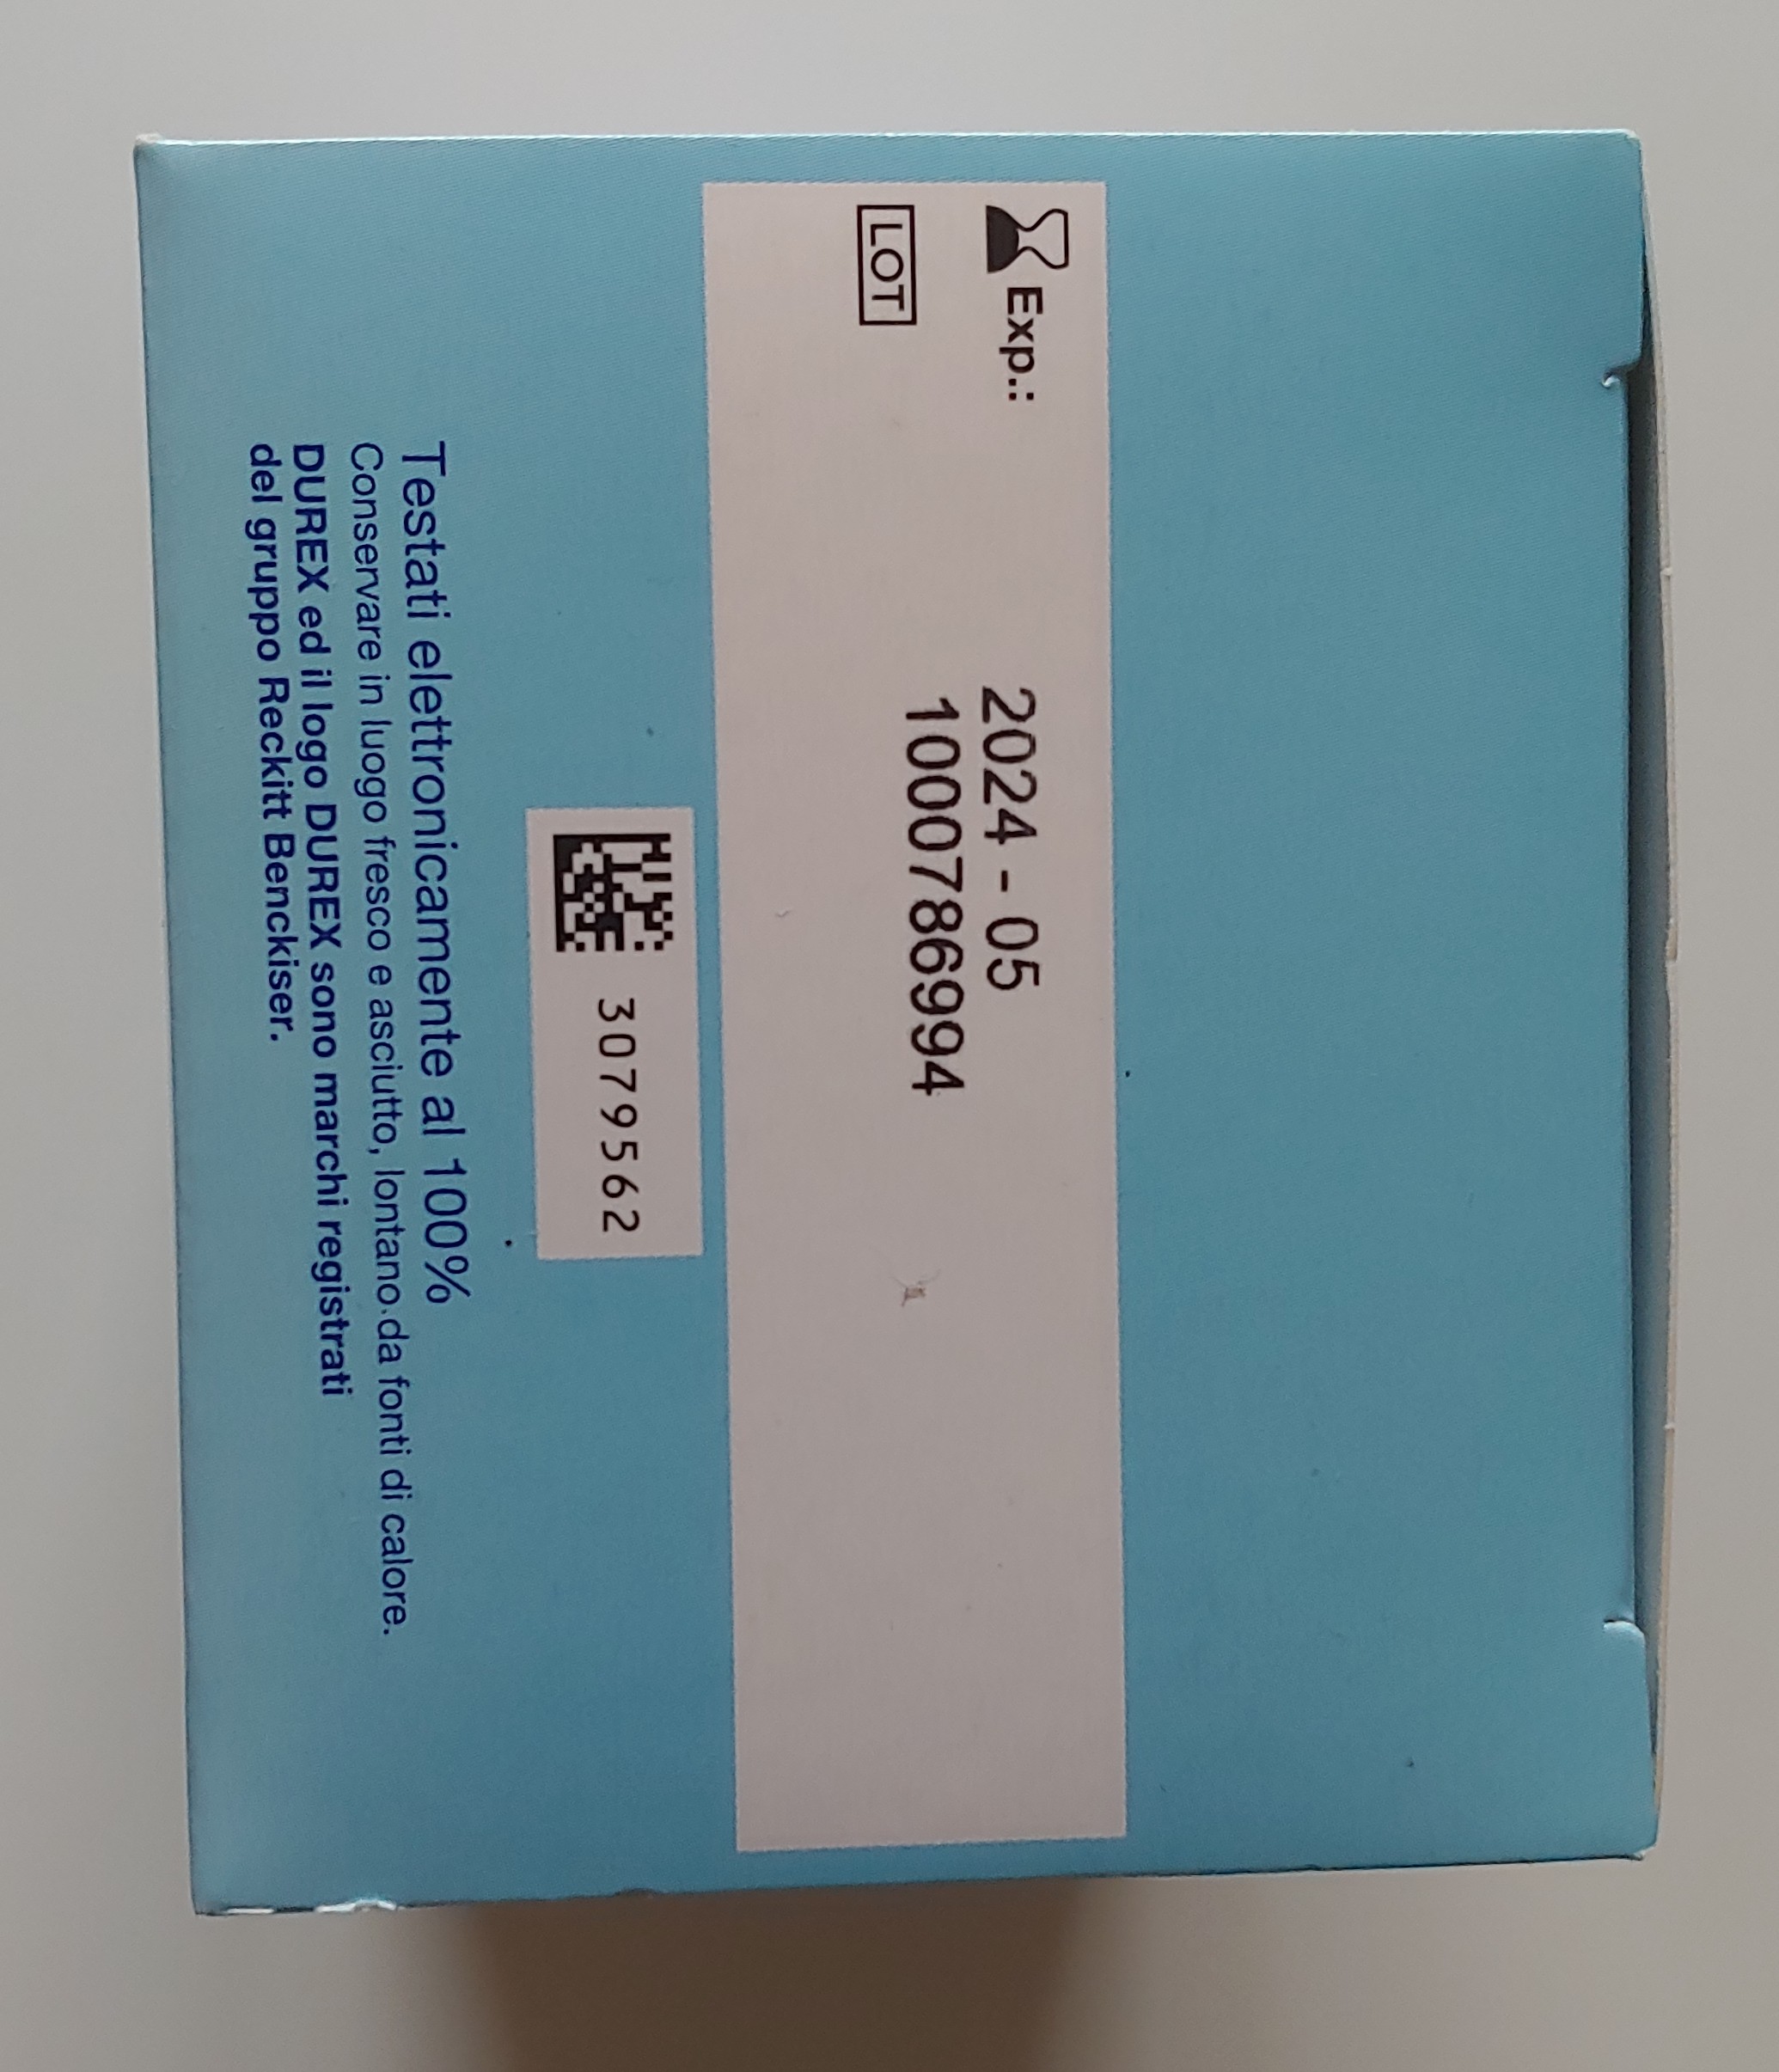 Exp.: 2024 - 05
LOT 1000786994
3079562
Testati elettronicamente al 100%
Conservare in luogo fresco e asciutto, lontano da fonti di calore.
DUREX ed il logo DUREX sono marchi registrati
del gruppo Reckitt Benckiser.